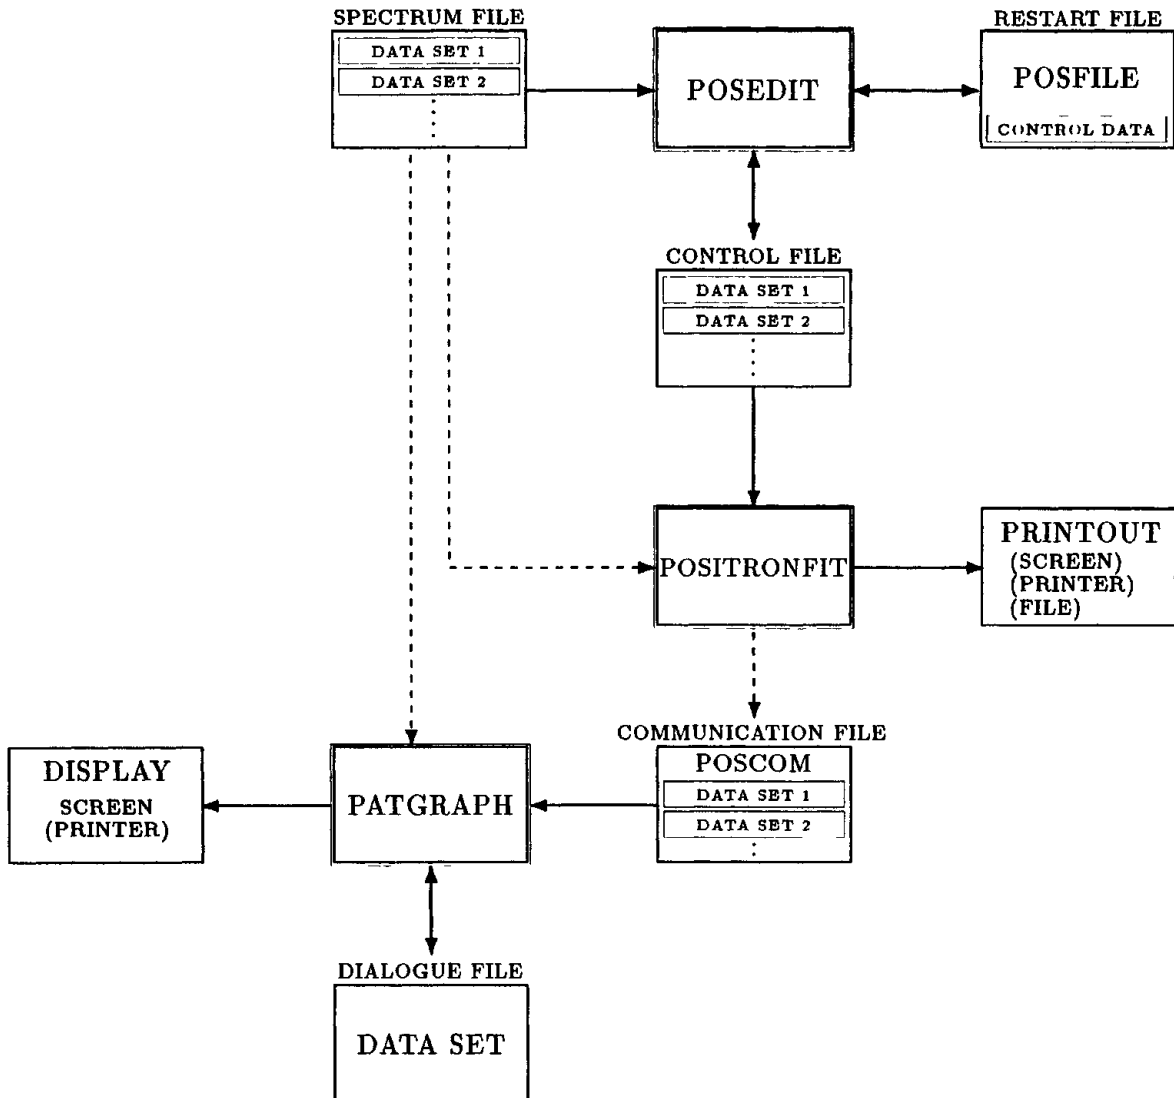 SPECTRUM FILE
DATA SET 1
DATA SET 2
POSEDIT
RESTART FILE
POSFILE
CONTROL DATA
CONTROL FILE
DATA SET 1
DATA SET 2
POSITRONFIT
PRINTOUT
(SCREEN)
(PRINTER)
(FILE)
COMMUNICATION FILE
POSCOM
DATA SET 1
DATA SET 2
DISPLAY
SCREEN
(PRINTER)
PATGRAPH
DIALOGUE FILE
DATA SET